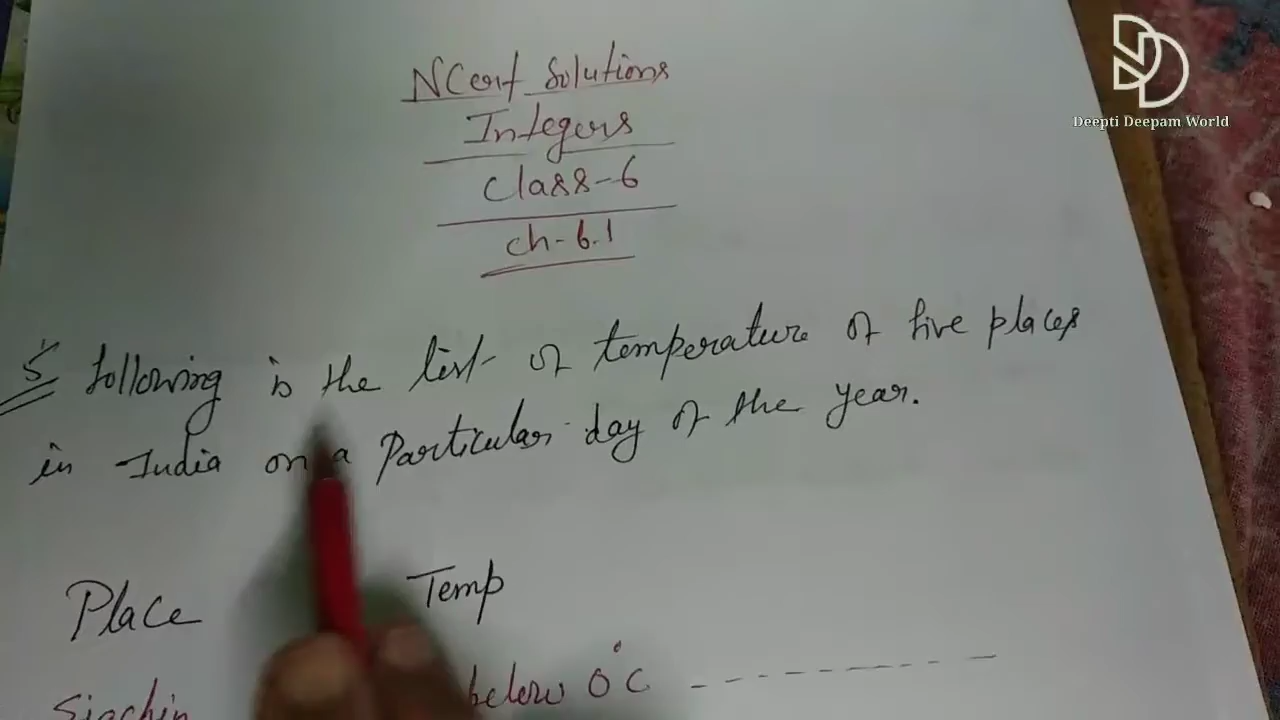 Deepti Deepam World
NCert Solutions
Integers
Class-6
Ch-6.1
5 following is the list of temperature of five places
in India on a Particular day of the year.
Place Temp
Siachin below 0°C - - - - - - - - -